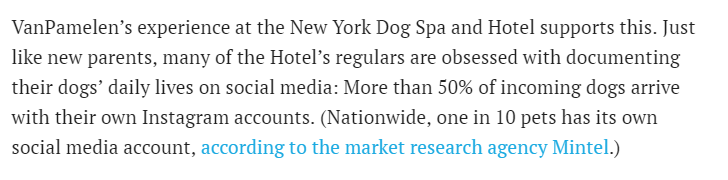 VanPamelen’s experience at the New York Dog Spa and Hotel supports this. Just
like new parents, many of the Hotel’s regulars are obsessed with documenting
their dogs’ daily lives on social media: More than 50% of incoming dogs arrive
with their own Instagram accounts. (Nationwide, one in 10 pets has its own
social media account, according to the market research agency Mintel.)